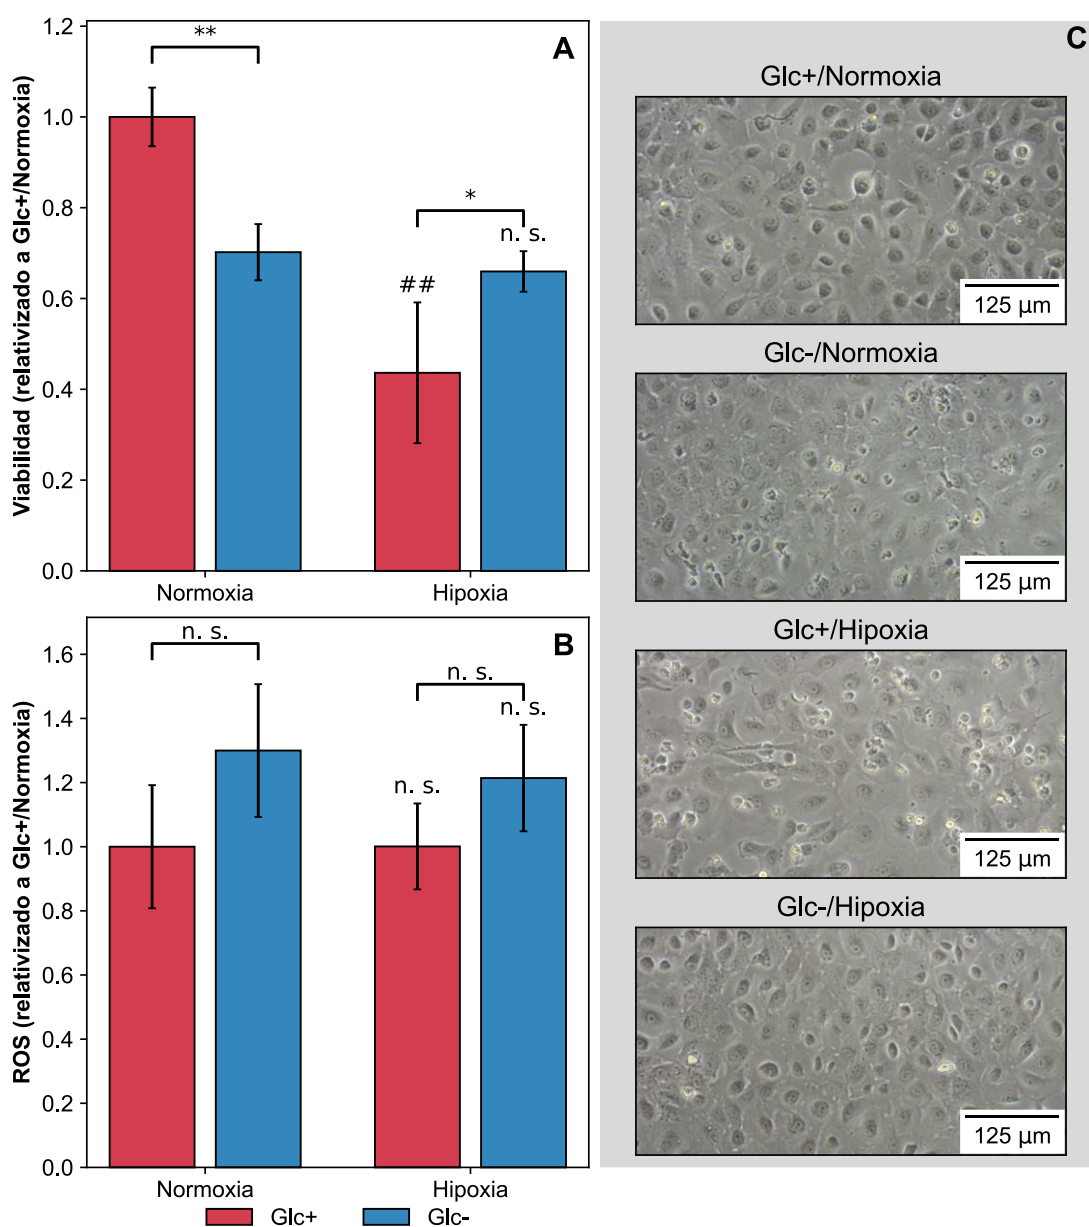 A
Viabilidad (relativizado a Glc+/Normoxia)
1.2
1.0
0.8
0.6
0.4
0.2
0.0
**
*
n. s.
##
Normoxia
Hipoxia
B
ROS (relativizado a Glc+/Normoxia)
1.6
1.4
1.2
1.0
0.8
0.6
0.4
0.2
0.0
n. s.
n. s.
n. s.
n. s.
Normoxia
Hipoxia
Glc+
Glc-
C
Glc+/Normoxia
125 µm
Glc-/Normoxia
125 µm
Glc+/Hipoxia
125 µm
Glc-/Hipoxia
125 µm